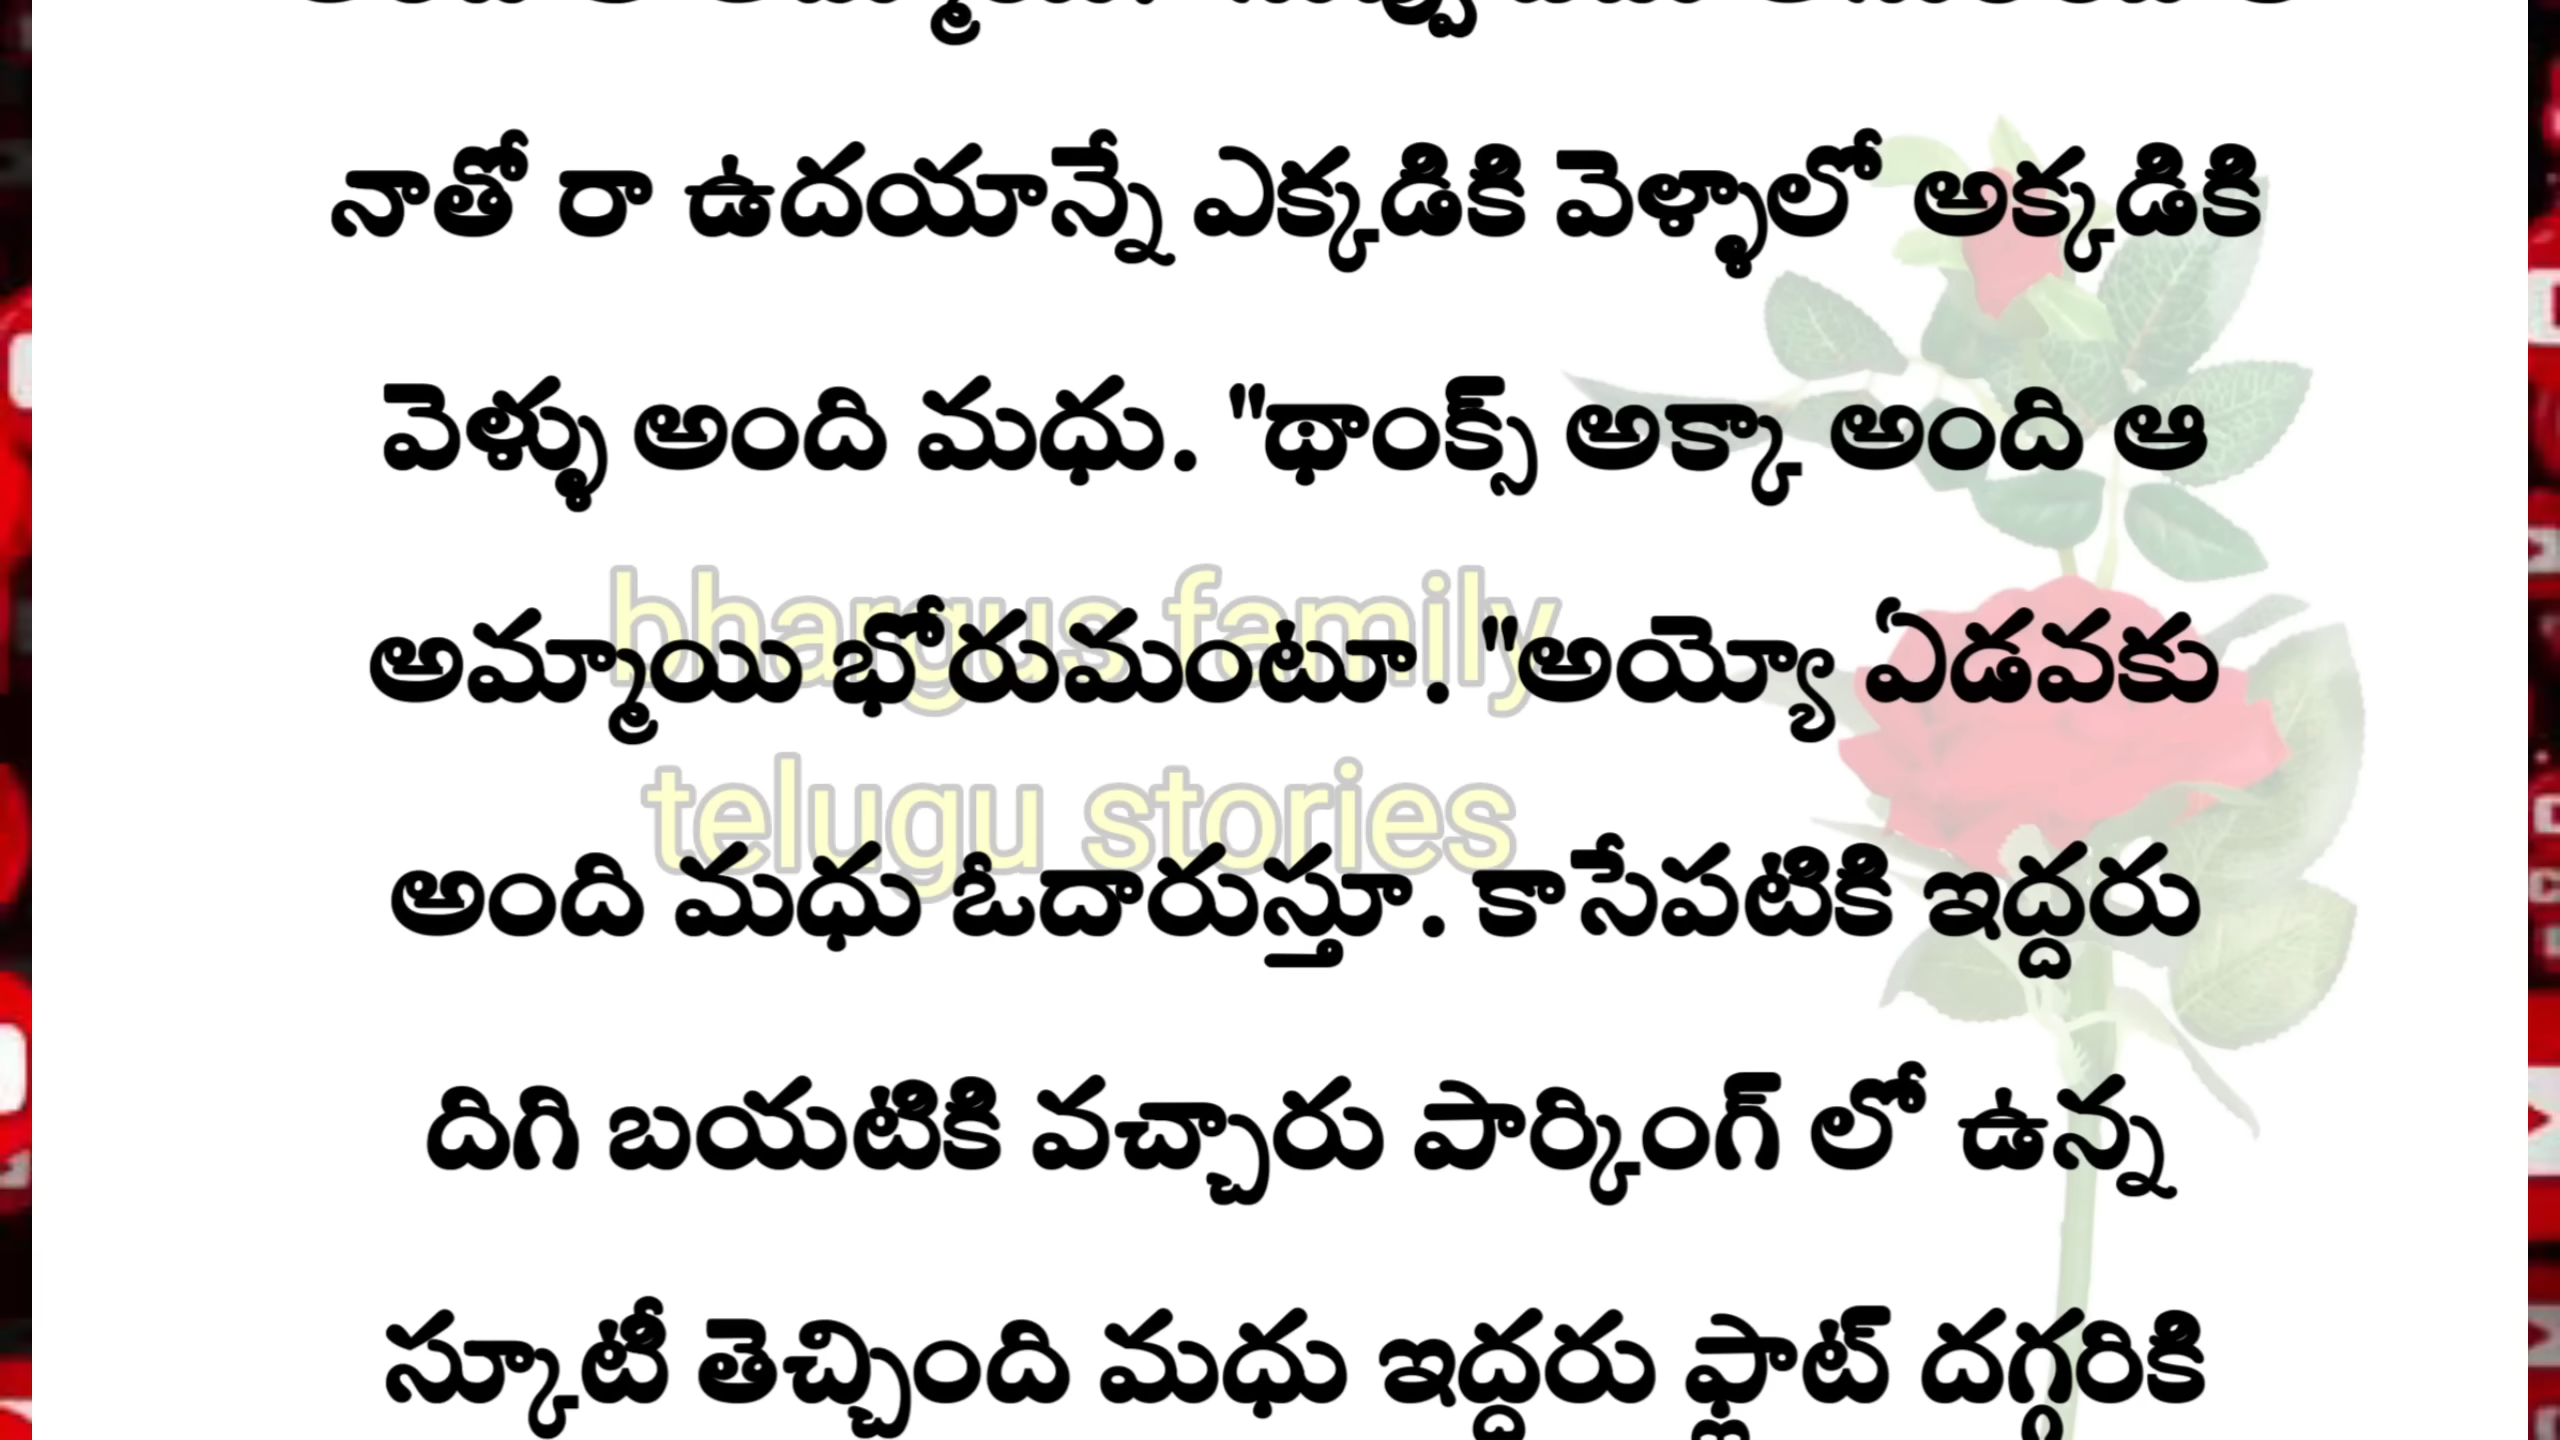 నాతో రా ఉదయాన్నే ఎక్కడికి వెళ్ళాలో అక్కడికి
వెళ్ళు అంది మధు. "థాంక్స్ అక్కా అంది ఆ
అమ్మాయి భోరుమంటూ. "అయ్యో ఏడవకు
అంది మధు ఓదారుస్తూ. కాసేపటికి ఇద్దరు
దిగి బయటికి వచ్చారు పార్కింగ్ లో ఉన్న
స్కూటీ తెచ్చింది మధు ఇద్దరు ఫ్లాట్ దగ్గరికి
bhargus family
telugu stories